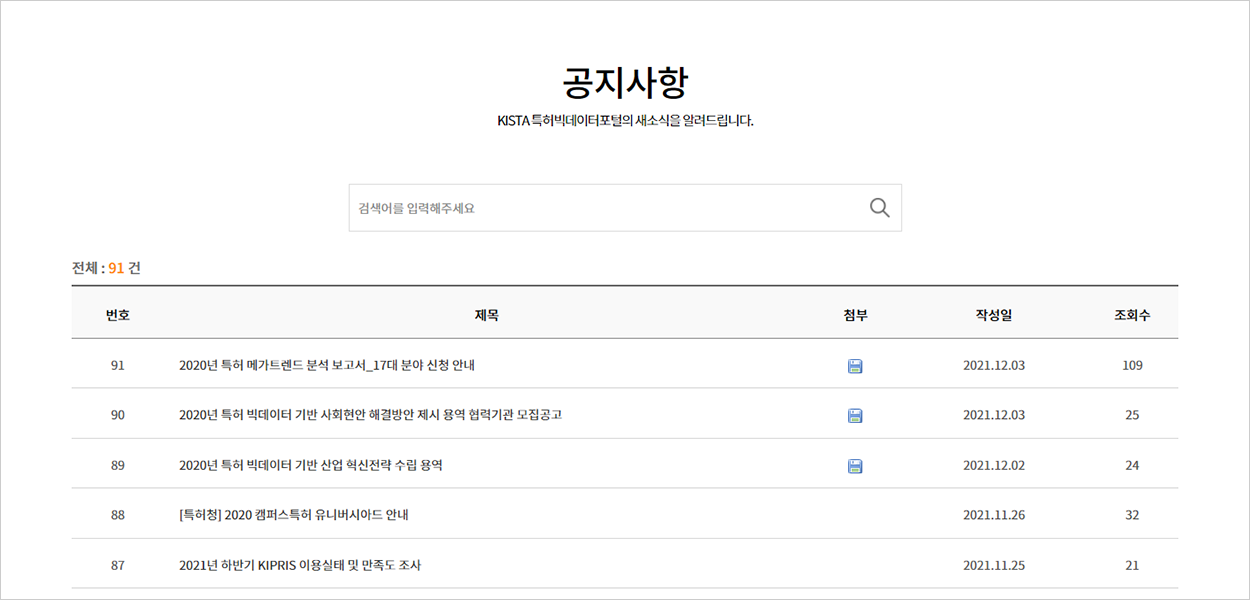 공지사항
KISTA 특허빅데이터포털의 새소식을 알려드립니다.
검색어를 입력해주세요
전체 : 91 건
번호 제목 첨부 작성일 조회수
91 2020년 특허 메가트렌드 분석 보고서_17대 분야 신청 안내 2021.12.03 109
90 2020년 특허 빅데이터 기반 사회현안 해결방안 제시 용역 협력기관 모집공고 2021.12.03 25
89 2020년 특허 빅데이터 기반 산업 혁신전략 수립 용역 2021.12.02 24
88 [특허청] 2020 캠퍼스특허 유니버시아드 안내 2021.11.26 32
87 2021년 하반기 KIPRIS 이용실태 및 만족도 조사 2021.11.25 21